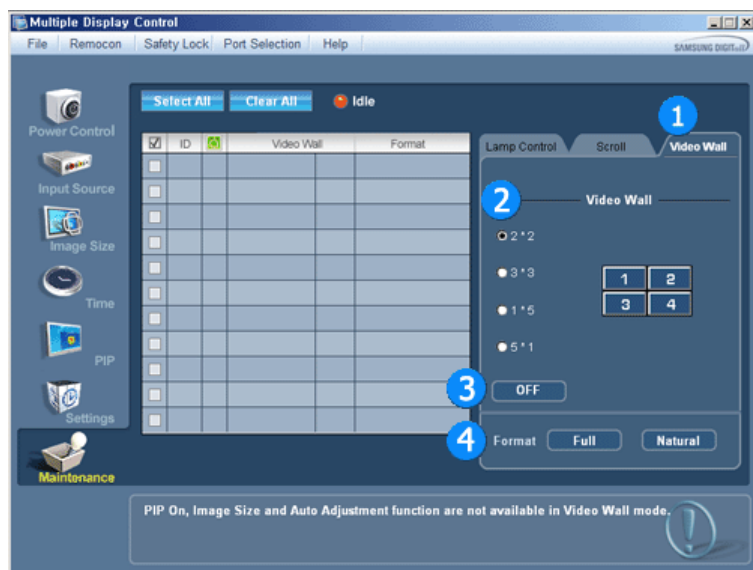 Multiple Display Control
File Remocon Safety Lock Port Selection Help
SAMSUNG DIGITall
Select All Clear All Idle
1
Power Control
ID Video Wall Format
Lamp Control Scroll Video Wall
Input Source
2 Video Wall
2 * 2
Image Size
3 * 3
1 2
Time
1 * 5
3 4
5 * 1
PIP
3 OFF
Settings
4 Format Full Natural
Maintenance
PIP On, Image Size and Auto Adjustment function are not available in Video Wall mode.